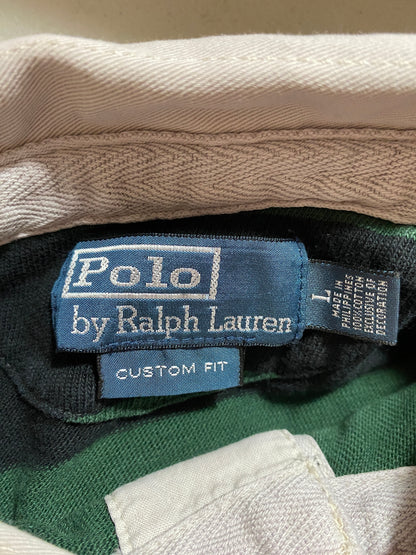 Polo
by Ralph Lauren
CUSTOM FIT
L
MADE IN
PHILIPPINES
100% COTTON
EXCLUSIVE OF
DECORATION